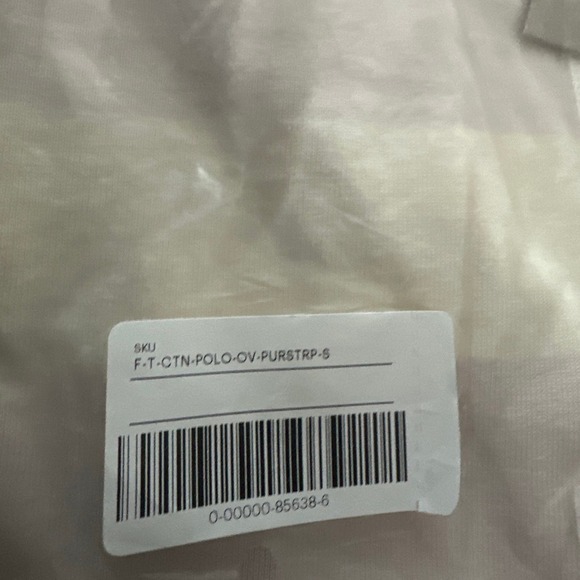 SKU
F-T-CTN-POLO-OV-PURSTRP-S
0-00000-85638-6